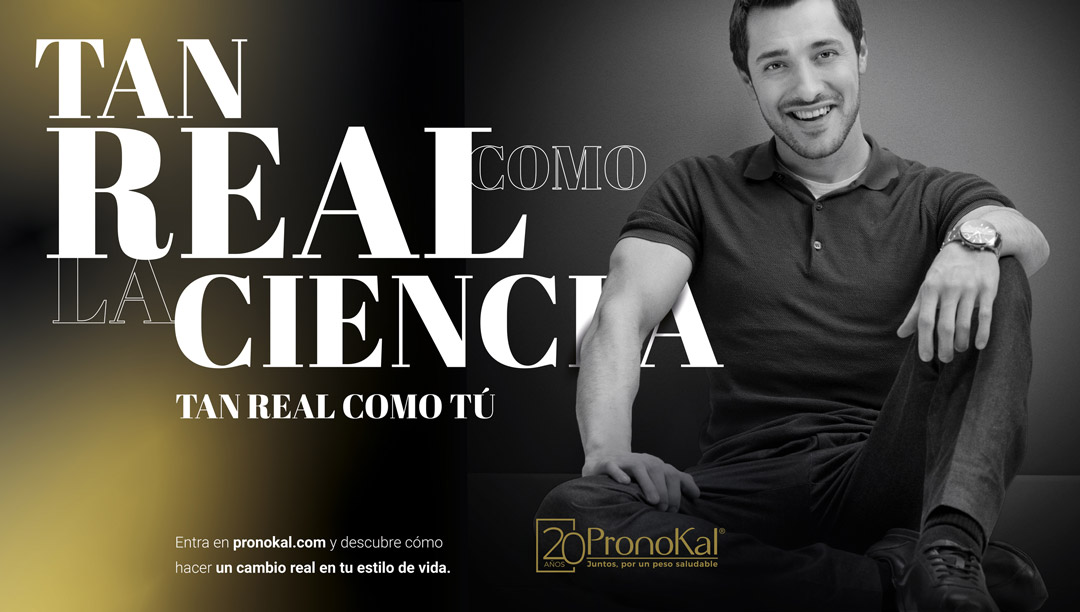 TAN
REAL COMO
LA CIENCIA
TAN REAL COMO TÚ
Entra en pronokal.com y descubre cómo
hacer un cambio real en tu estilo de vida.
20 AÑOS
PronoKal®
Juntos, por un peso saludable